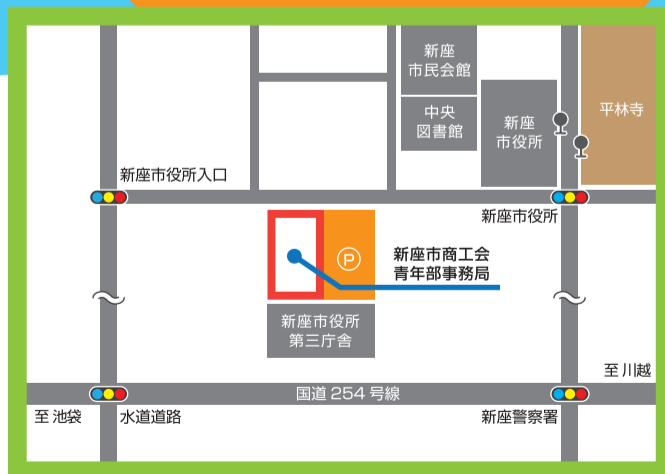 新座
市民会館
中央
図書館
新座
市役所
平林寺
新座市役所入口
新座市役所
P
新座市商工会
青年部事務局
新座市役所
第三庁舎
至 川越
国道 254 号線
至 池袋
水道道路
新座警察署